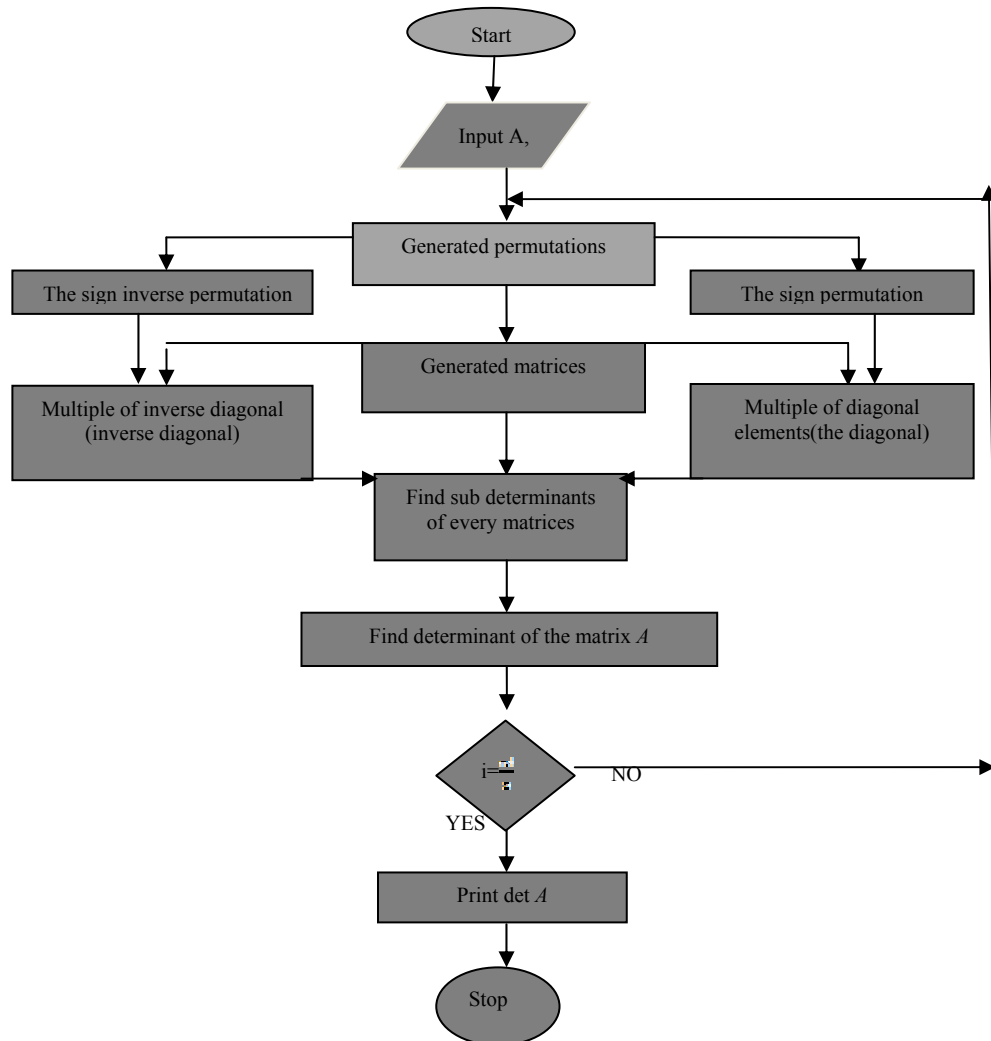 Start
Input A,
Generated permutations
The sign inverse permutation
The sign permutation
Generated matrices
Multiple of inverse diagonal
(inverse diagonal)
Multiple of diagonal
elements(the diagonal)
Find sub determinants
of every matrices
Find determinant of the matrix A
i=
NO
YES
Print det A
Stop